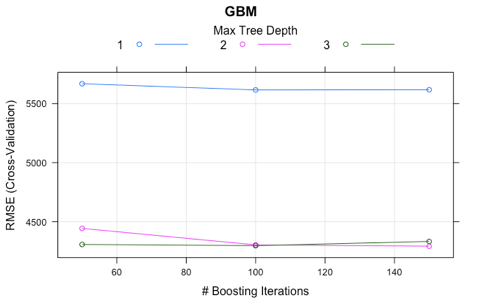 GBM
Max Tree Depth
1 2 3
RMSE (Cross-Validation)
5500
5000
4500
60 80 100 120 140
# Boosting Iterations